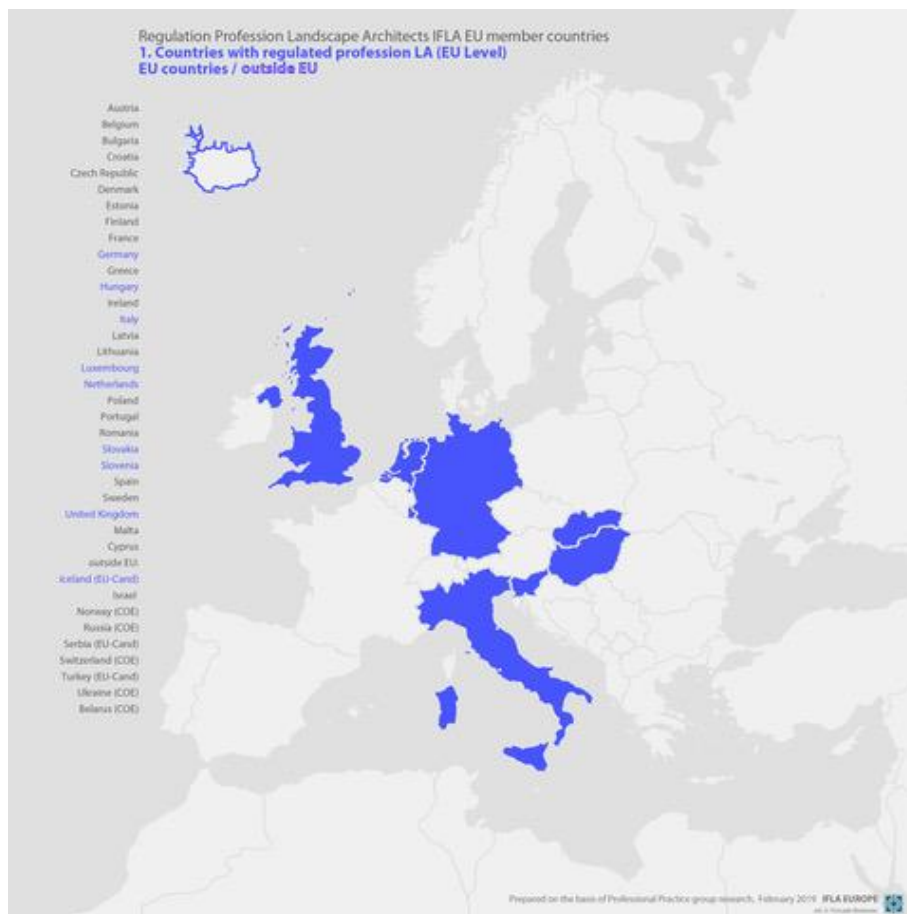 Regulation Profession Landscape Architects IFLA EU member countries
1. Countries with regulated profession LA (EU Level)
EU countries / outside EU
Austria
Belgium
Bulgaria
Croatia
Czech Republic
Denmark
Estonia
Finland
France
Germany
Greece
Hungary
Ireland
Italy
Latvia
Lithuania
Luxembourg
Netherlands
Poland
Portugal
Romania
Slovakia
Slovenia
Spain
Sweden
United Kingdom
Malta
Cyprus
outside EU
Iceland (EU-Cand)
Israel
Norway (COE)
Russia (COE)
Serbia (EU-Cand)
Switzerland (COE)
Turkey (EU-Cand)
Ukraine (COE)
Belarus (COE)
Prepared on the basis of Professional Practice group research, February 2019 IFLA EUROPE